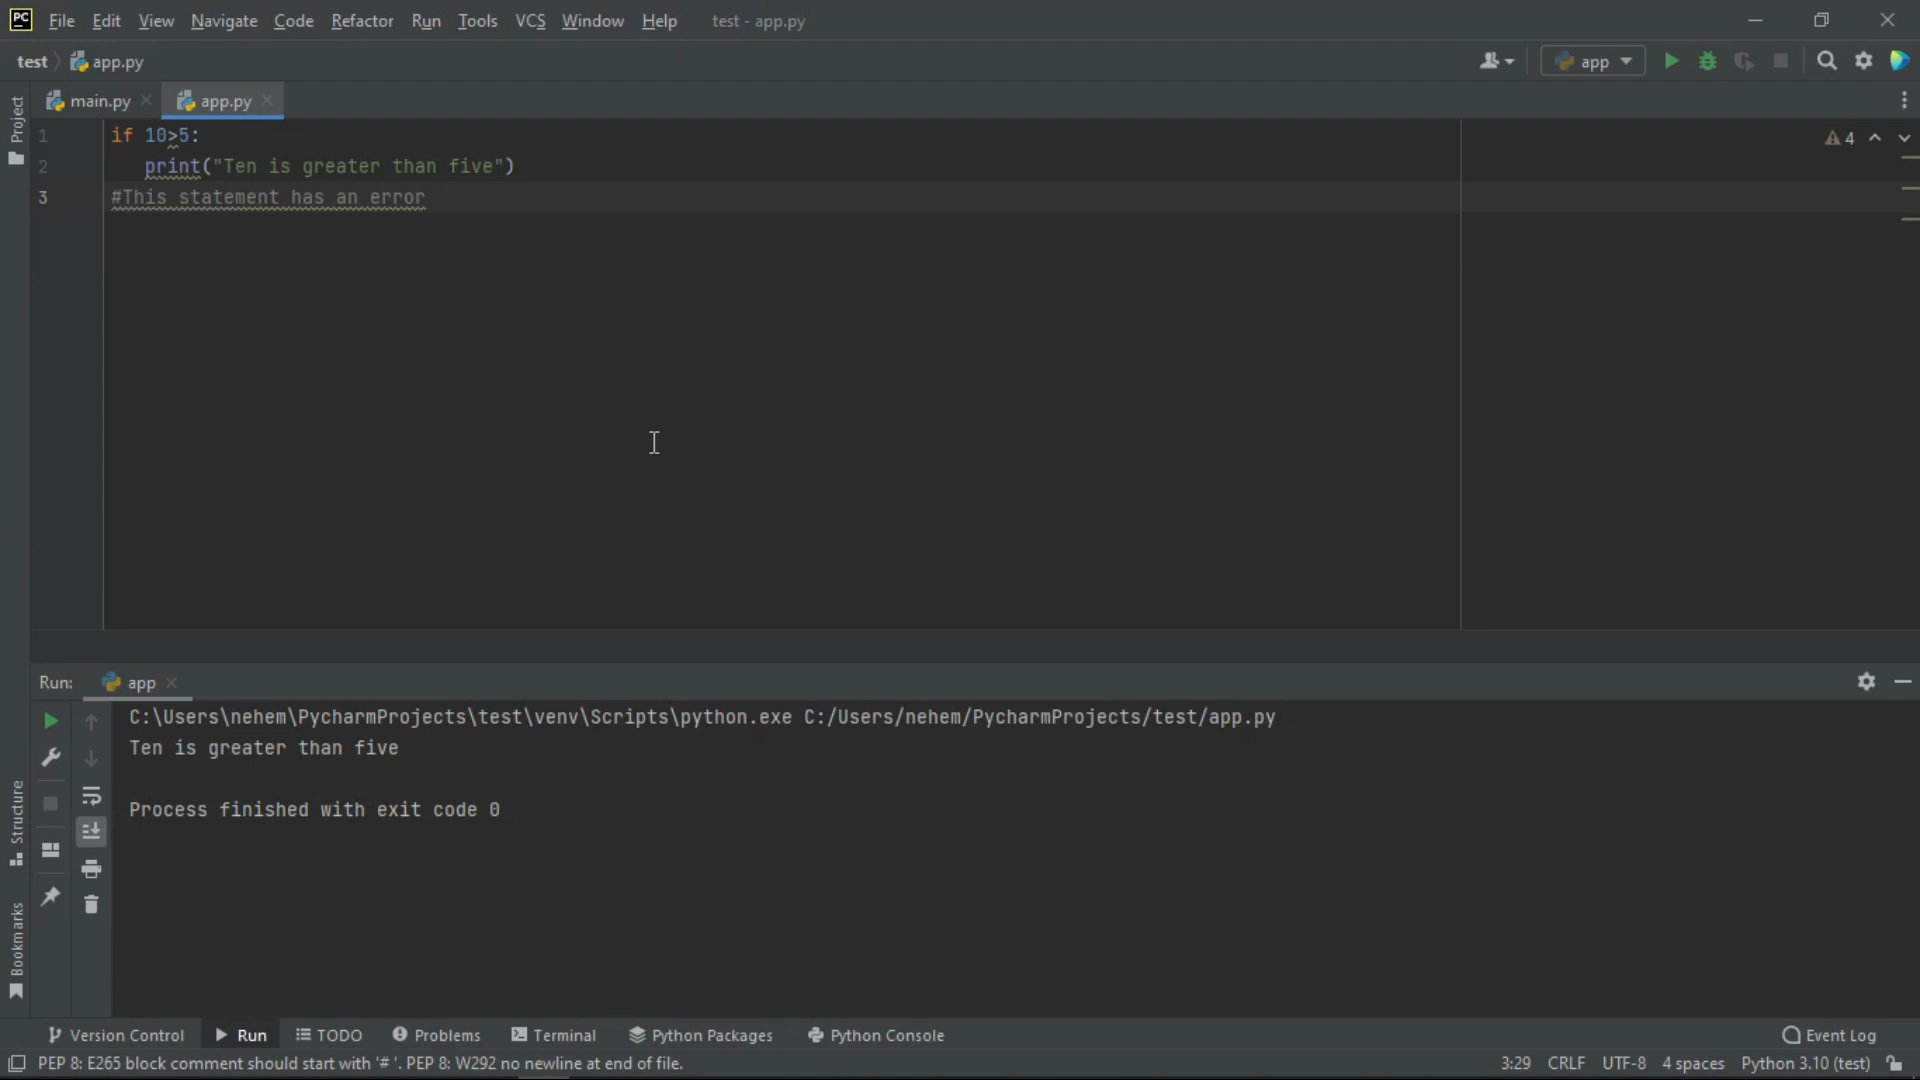 PC File Edit View Navigate Code Refactor Run Tools VCS Window Help test - app.py
test app.py app
main.py app.py
Project
1 if 10>5:
4
2 print("Ten is greater than five")
3 #This statement has an error
Run: app
C:\Users\nehem\PycharmProjects\test\venv\Scripts\python.exe C:/Users/nehem/PycharmProjects/test/app.py
Ten is greater than five
Process finished with exit code 0
Structure
Bookmarks
Version Control Run TODO Problems Terminal Python Packages Python Console Event Log
PEP 8: E265 block comment should start with '# '. PEP 8: W292 no newline at end of file. 3:29 CRLF UTF-8 4 spaces Python 3.10 (test)